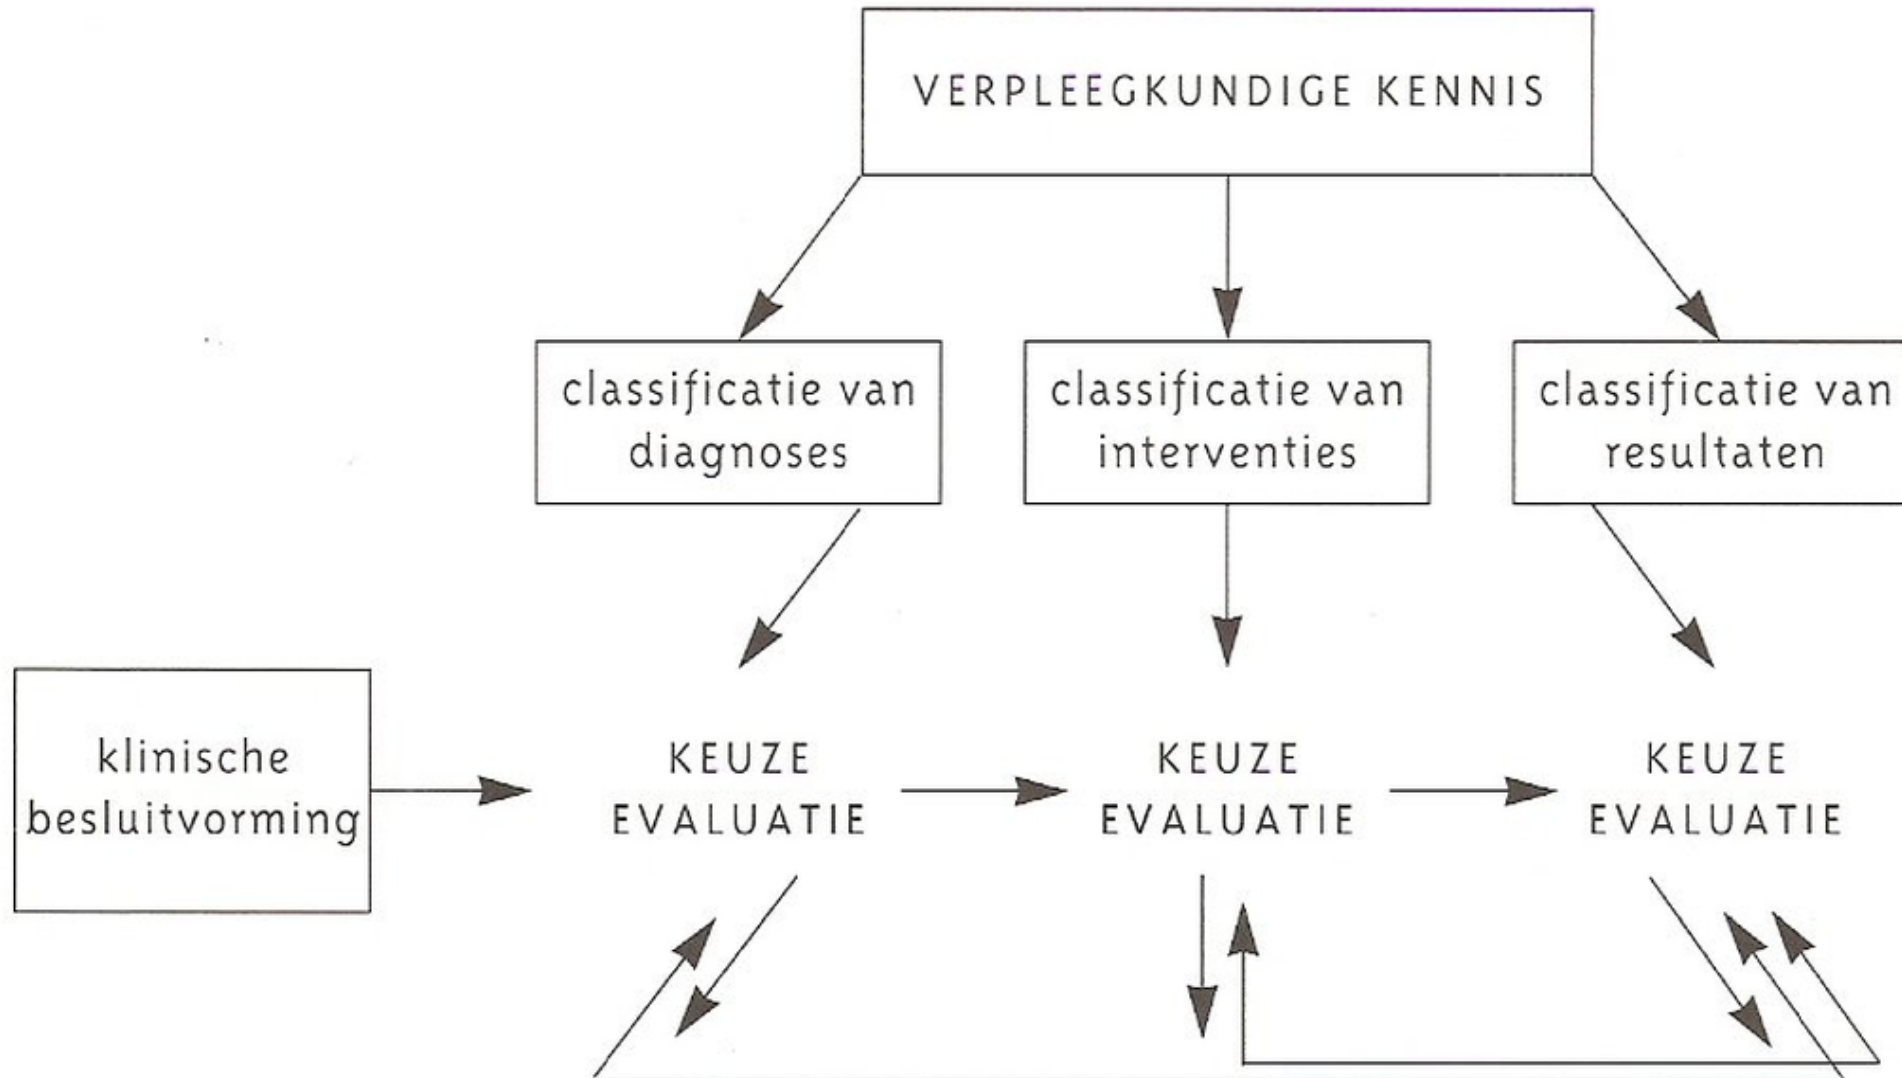 VERPLEEGKUNDIGE KENNIS
classificatie van
diagnoses
classificatie van
interventies
classificatie van
resultaten
klinische
besluitvorming
KEUZE
EVALUATIE
KEUZE
EVALUATIE
KEUZE
EVALUATIE